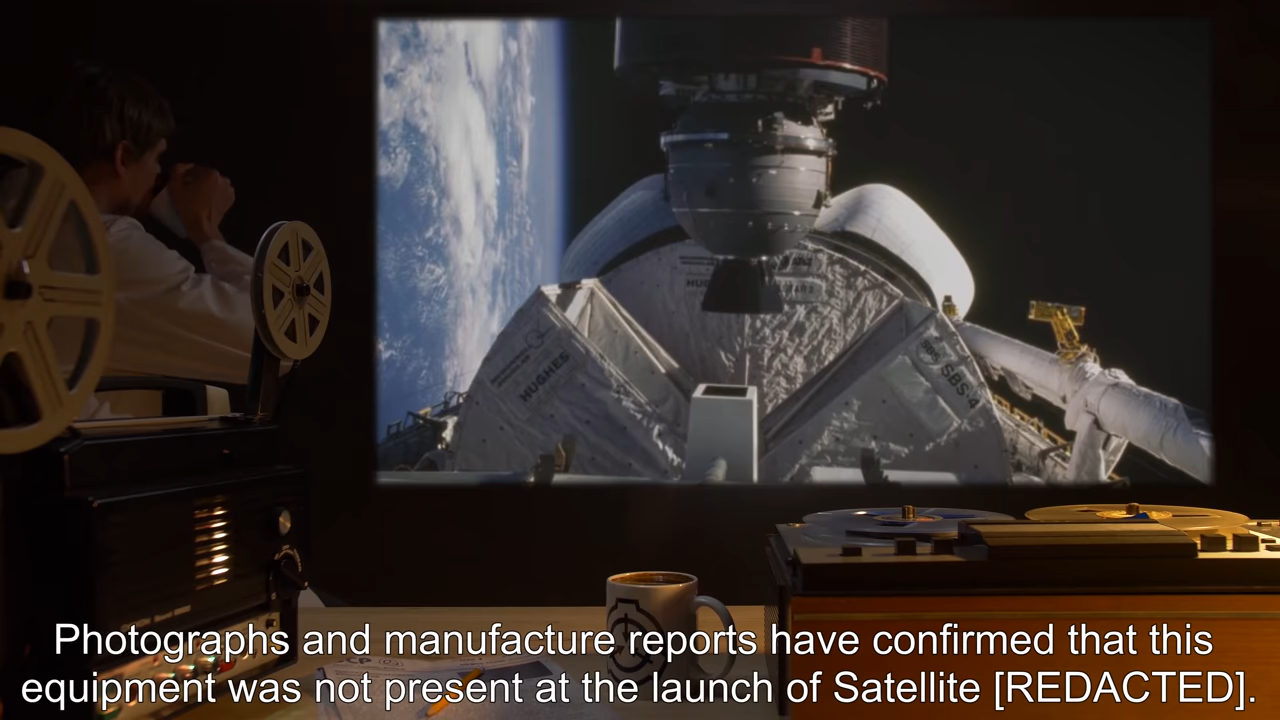 HUGHES
SBS-4
Photographs and manufacture reports have confirmed that this
equipment was not present at the launch of Satellite [REDACTED].